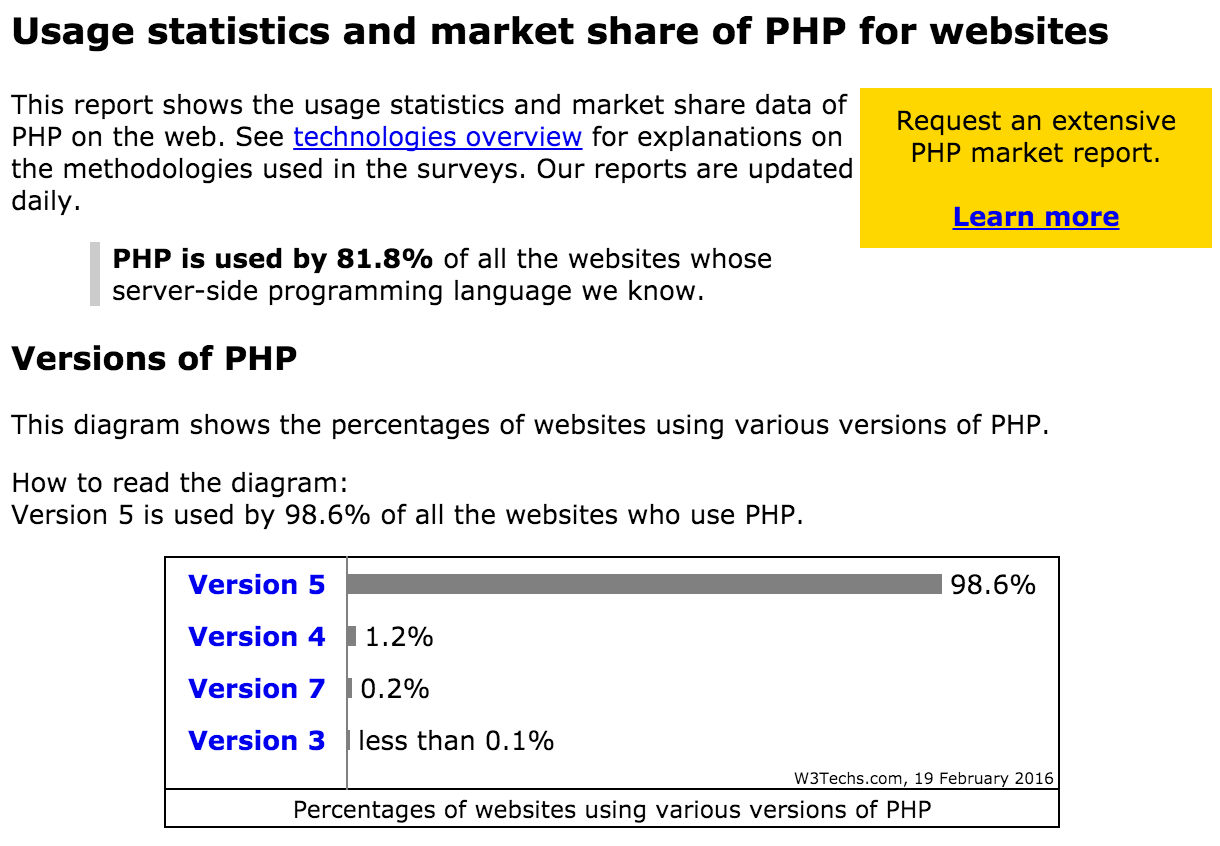 Usage statistics and market share of PHP for websites
This report shows the usage statistics and market share data of
PHP on the web. See technologies overview for explanations on
the methodologies used in the surveys. Our reports are updated
daily.
Request an extensive
PHP market report.
Learn more
PHP is used by 81.8% of all the websites whose
server-side programming language we know.
Versions of PHP
This diagram shows the percentages of websites using various versions of PHP.
How to read the diagram:
Version 5 is used by 98.6% of all the websites who use PHP.
Version 5 98.6%
Version 4 1.2%
Version 7 0.2%
Version 3 less than 0.1%
W3Techs.com, 19 February 2016
Percentages of websites using various versions of PHP